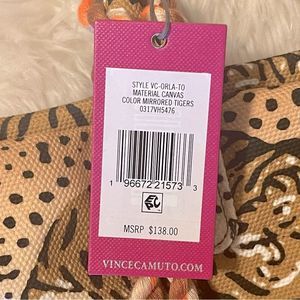 STYLE VC-ORLA-TO
MATERIAL CANVAS
COLOR MIRRORED TIGERS
0317VH5476
1 96672 21573 3
MSRP $138.00
VINCECAMUTO.COM